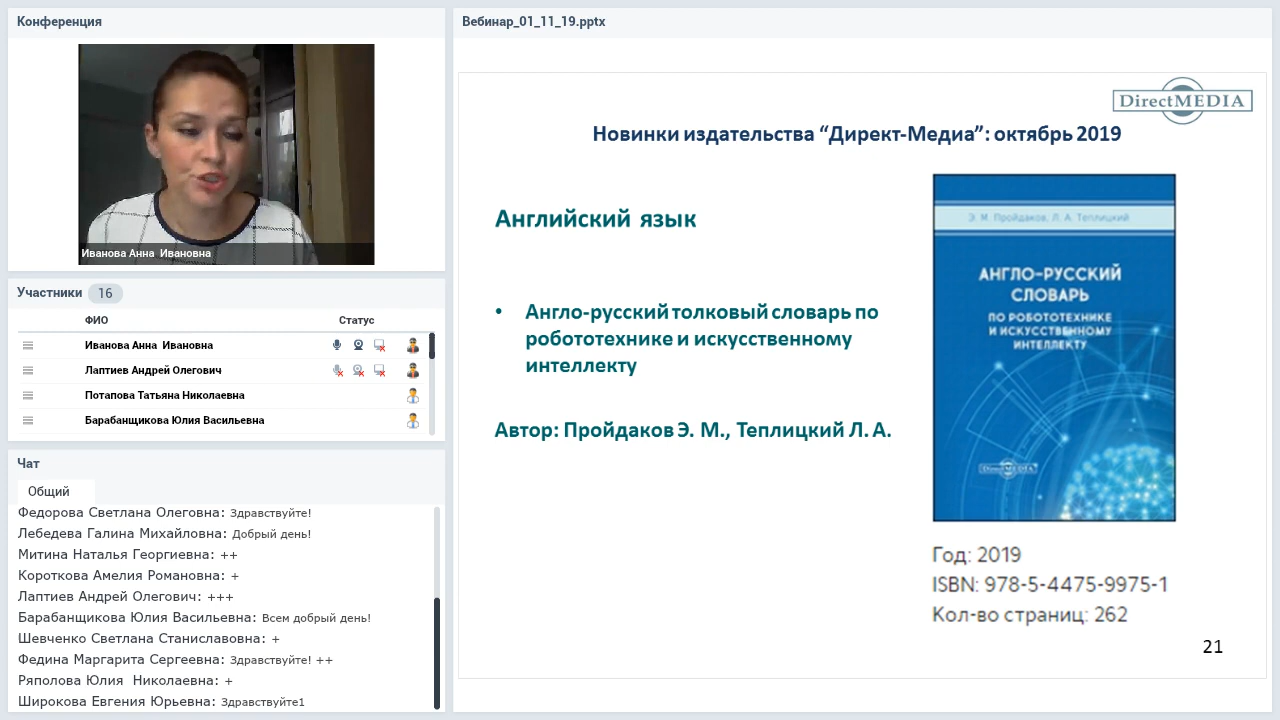 Конференция
Иванова Анна  Ивановна
Участники 16
ФИО Статус
Иванова Анна  Ивановна
Лаптиев Андрей Олегович
Потапова Татьяна Николаевна
Барабанщикова Юлия Васильевна
Чат
Общий
Федорова Светлана Олеговна: Здравствуйте!
Лебедева Галина Михайловна: Добрый день!
Митина Наталья Георгиевна: ++
Короткова Амелия Романовна: +
Лаптиев Андрей Олегович: +++
Барабанщикова Юлия Васильевна: Всем добрый день!
Шевченко Светлана Станиславовна: +
Федина Маргарита Сергеевна: Здравствуйте! ++
Ряполова Юлия  Николаевна: +
Широкова Евгения Юрьевна: Здравствуйте1
Вебинар_01_11_19.pptx
DirectMEDIA
Новинки издательства “Директ-Медиа”: октябрь 2019
Английский язык
• Англо-русский толковый словарь по
робототехнике и искусственному
интеллекту
Автор: Пройдаков Э. М., Теплицкий Л. А.
Э. М. Пройдаков, Л. А. Теплицкий
АНГЛО-РУССКИЙ
СЛОВАРЬ
ПО РОБОТОТЕХНИКЕ
И ИСКУССТВЕННОМУ
ИНТЕЛЛЕКТУ
DirectMEDIA
Год: 2019
ISBN: 978-5-4475-9975-1
Кол-во страниц: 262
21